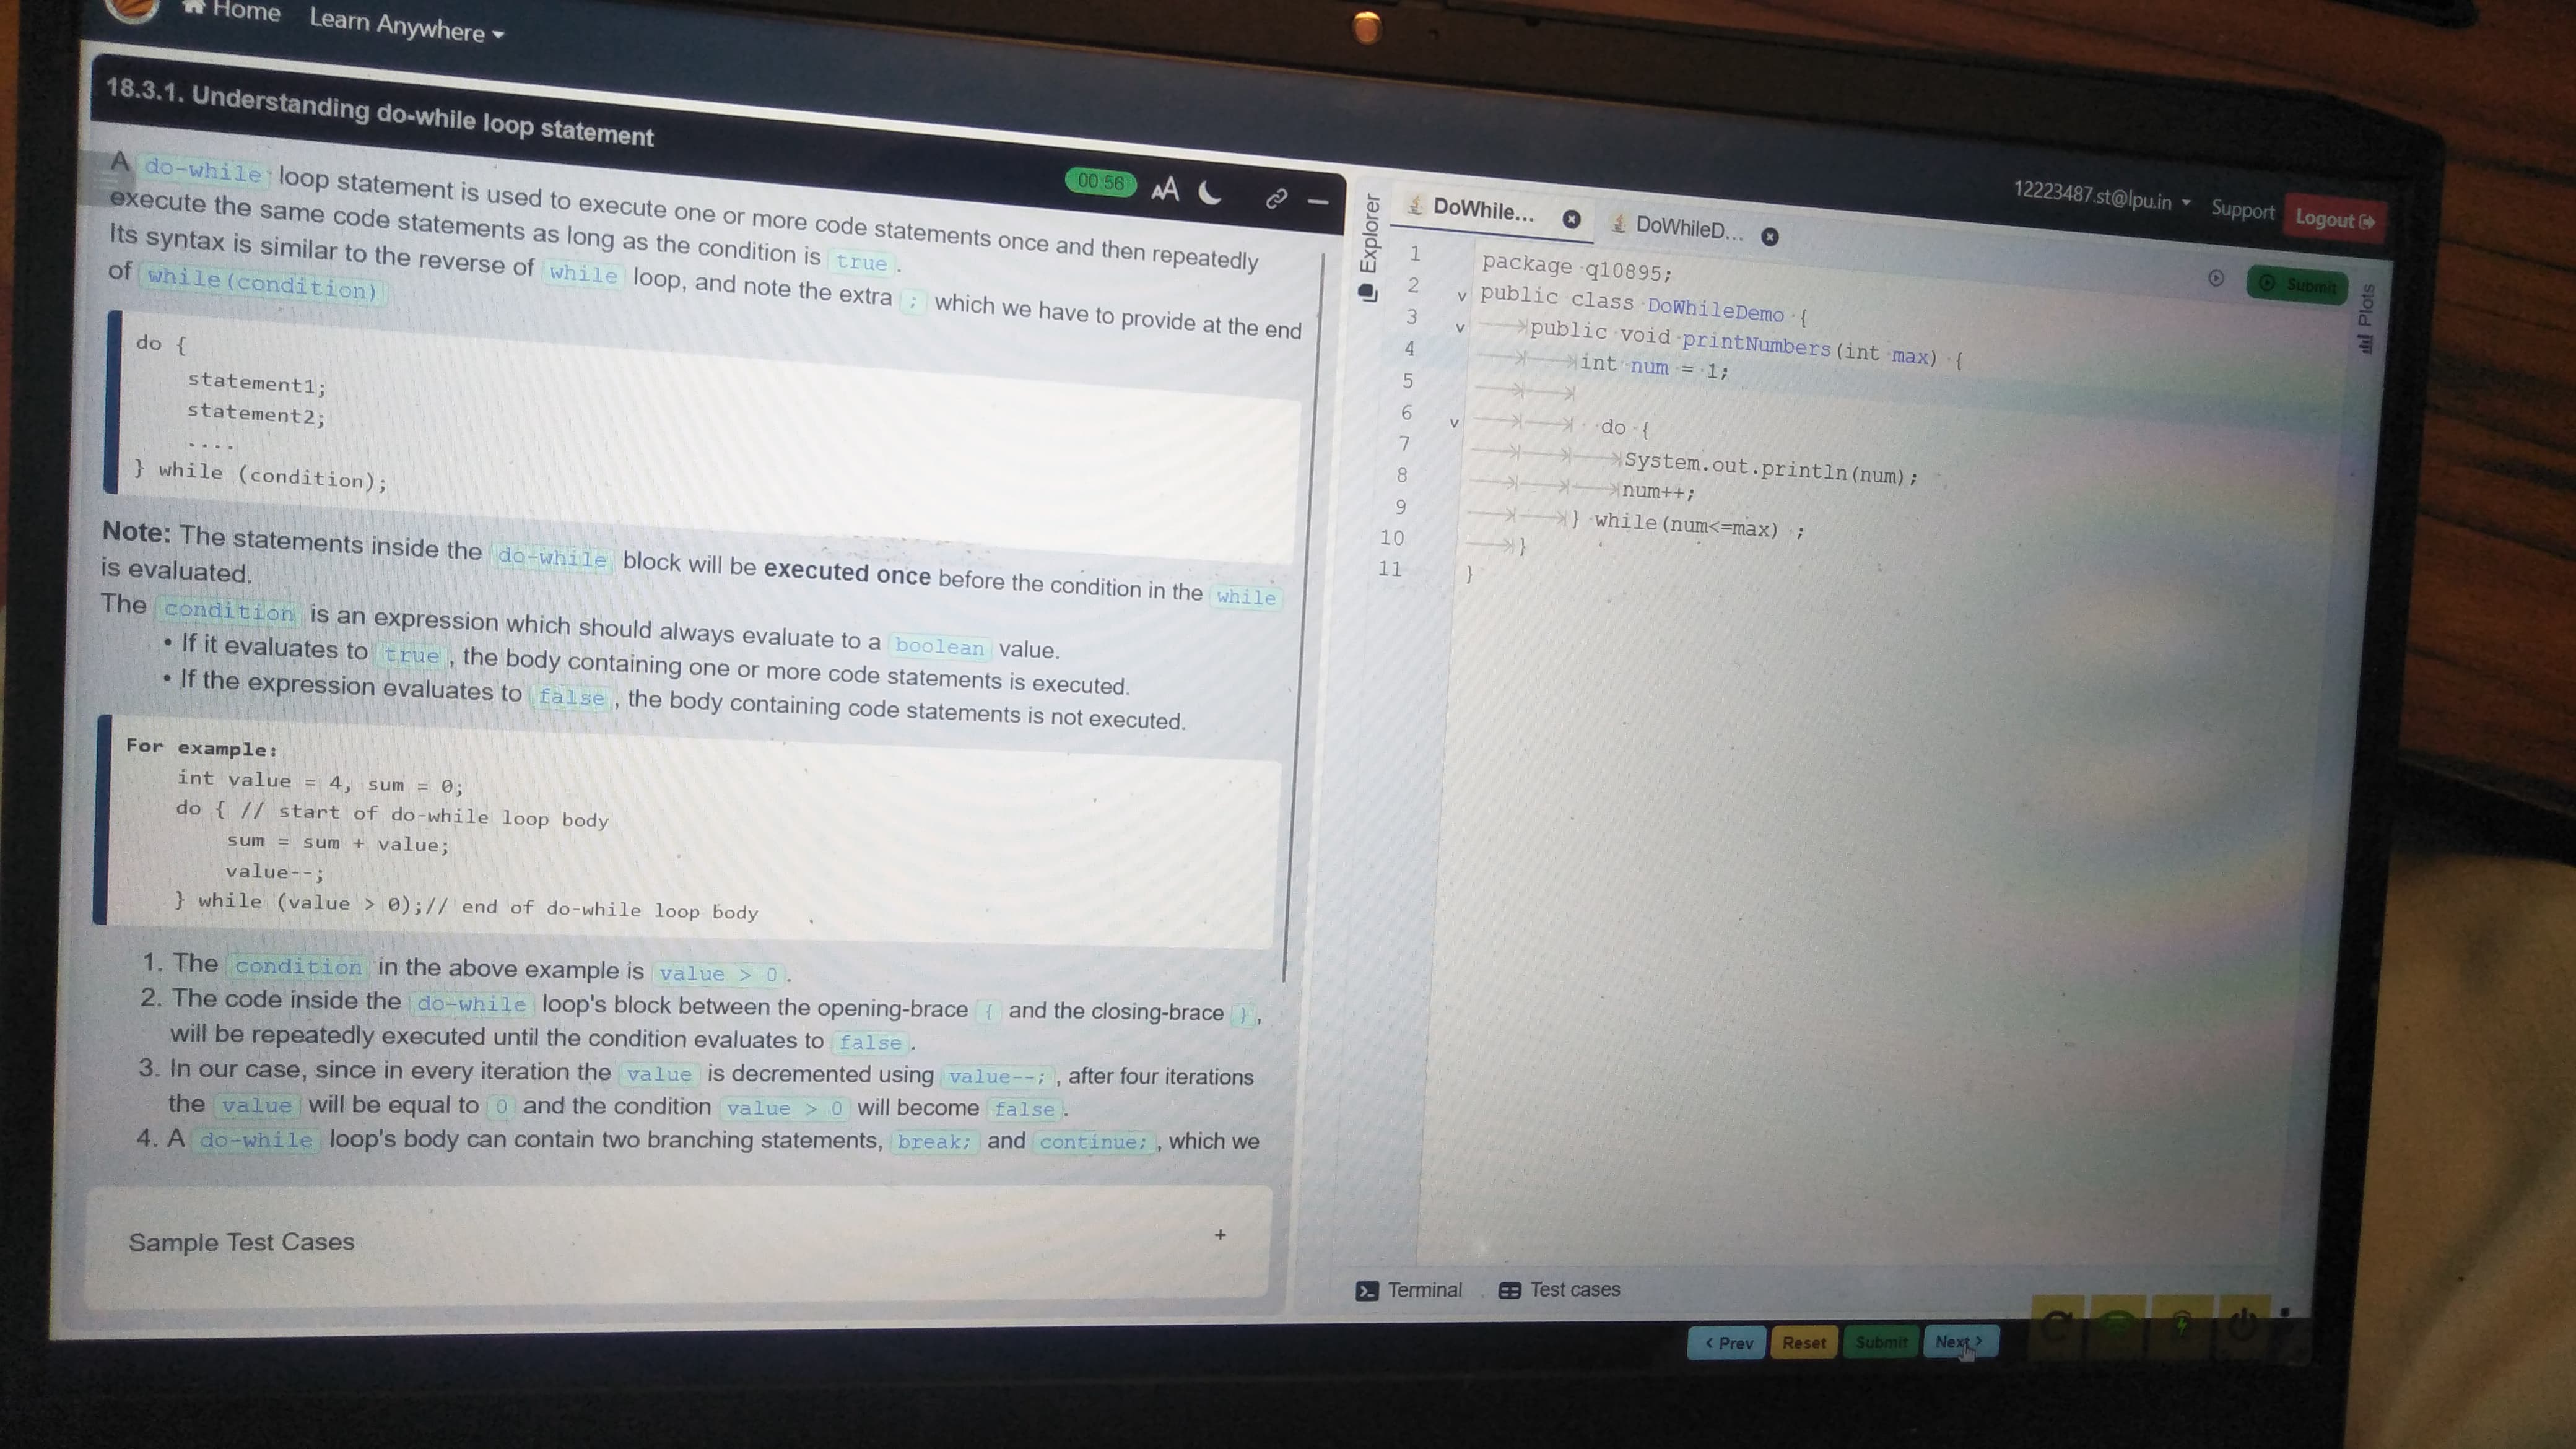 Home Learn Anywhere
18.3.1. Understanding do-while loop statement
00:56 AA
A do-while loop statement is used to execute one or more code statements once and then repeatedly
execute the same code statements as long as the condition is true .
Its syntax is similar to the reverse of while loop, and note the extra ; which we have to provide at the end
of while(condition)
do {
statement1;
statement2;
....
} while (condition);
Note: The statements inside the do-while block will be executed once before the condition in the while
is evaluated.
The condition is an expression which should always evaluate to a boolean value.
• If it evaluates to true , the body containing one or more code statements is executed.
• If the expression evaluates to false , the body containing code statements is not executed.
For example:
int value = 4, sum = 0;
do { // start of do-while loop body
sum = sum + value;
value--;
} while (value > 0);// end of do-while loop body
1. The condition in the above example is value > 0 .
2. The code inside the do-while loop's block between the opening-brace { and the closing-brace } ,
will be repeatedly executed until the condition evaluates to false .
3. In our case, since in every iteration the value is decremented using value--; , after four iterations
the value will be equal to 0 and the condition value > 0 will become false .
4. A do-while loop's body can contain two branching statements, break; and continue; , which we
Sample Test Cases +
12223487.st@lpu.in Support Logout
Explorer
DoWhile... DoWhileD...
Submit
Plots
1 package q10895;
2 public class DoWhileDemo {
3 public void printNumbers(int max) {
4 int num = 1;
5
6 do {
7 System.out.println(num);
8 num++;
9 } while(num<=max) ;
10 }
11 }
Terminal Test cases
< Prev Reset Submit Next >